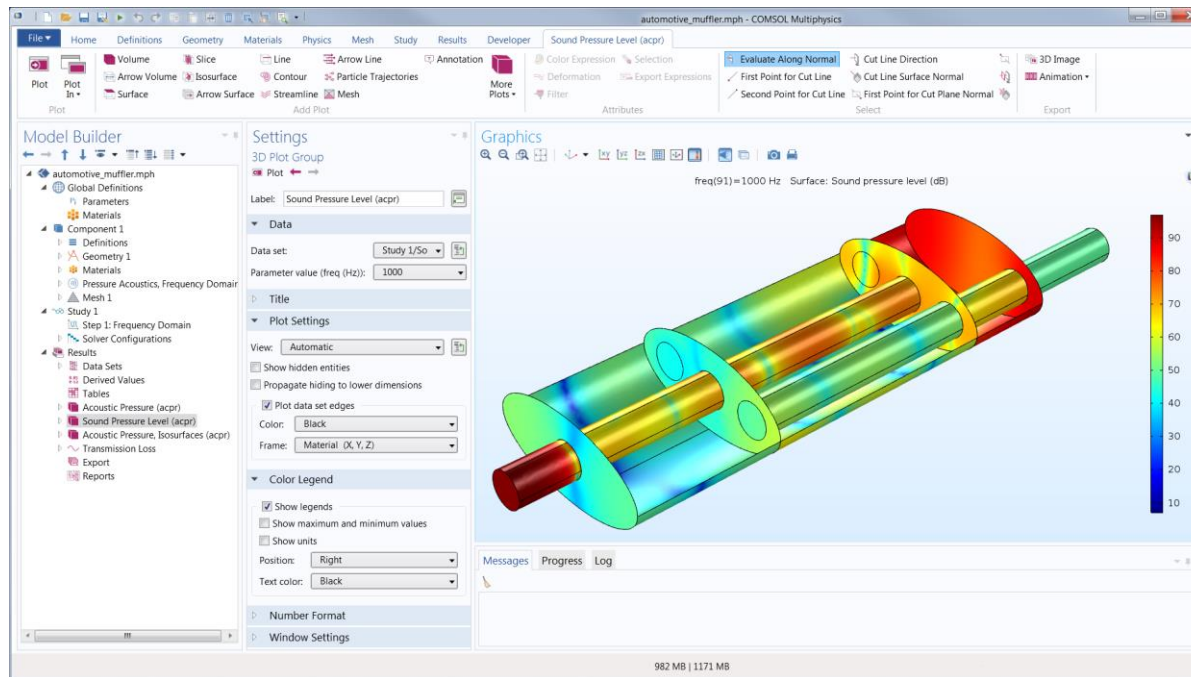 automotive_muffler.mph - COMSOL Multiphysics
File Home Definitions Geometry Materials Physics Mesh Study Results Developer Sound Pressure Level (acpr)
Plot
Plot In
Volume Slice Line Arrow Line Annotation
Arrow Volume Isosurface Contour Particle Trajectories
Surface Arrow Surface Streamline Mesh
More Plots
Color Expression Selection
Deformation Export Expressions
Filter
Evaluate Along Normal Cut Line Direction
First Point for Cut Line Cut Line Surface Normal
Second Point for Cut Line First Point for Cut Plane Normal
3D Image
Animation
Plot Add Plot Attributes Select Export
Model Builder
automotive_muffler.mph
Global Definitions
Parameters
Materials
Component 1
Definitions
Geometry 1
Materials
Pressure Acoustics, Frequency Domain
Mesh 1
Study 1
Step 1: Frequency Domain
Solver Configurations
Results
Data Sets
Derived Values
Tables
Acoustic Pressure (acpr)
Sound Pressure Level (acpr)
Acoustic Pressure, Isosurfaces (acpr)
Transmission Loss
Export
Reports
Settings
3D Plot Group
Plot
Label: Sound Pressure Level (acpr)
Data
Data set: Study 1/So
Parameter value (freq (Hz)): 1000
Title
Plot Settings
View: Automatic
Show hidden entities
Propagate hiding to lower dimensions
Plot data set edges
Color: Black
Frame: Material (X, Y, Z)
Color Legend
Show legends
Show maximum and minimum values
Show units
Position: Right
Text color: Black
Number Format
Window Settings
Graphics
xy yz zx
freq(91)=1000 Hz Surface: Sound pressure level (dB)
90
80
70
60
50
40
30
20
10
Messages Progress Log
982 MB | 1171 MB